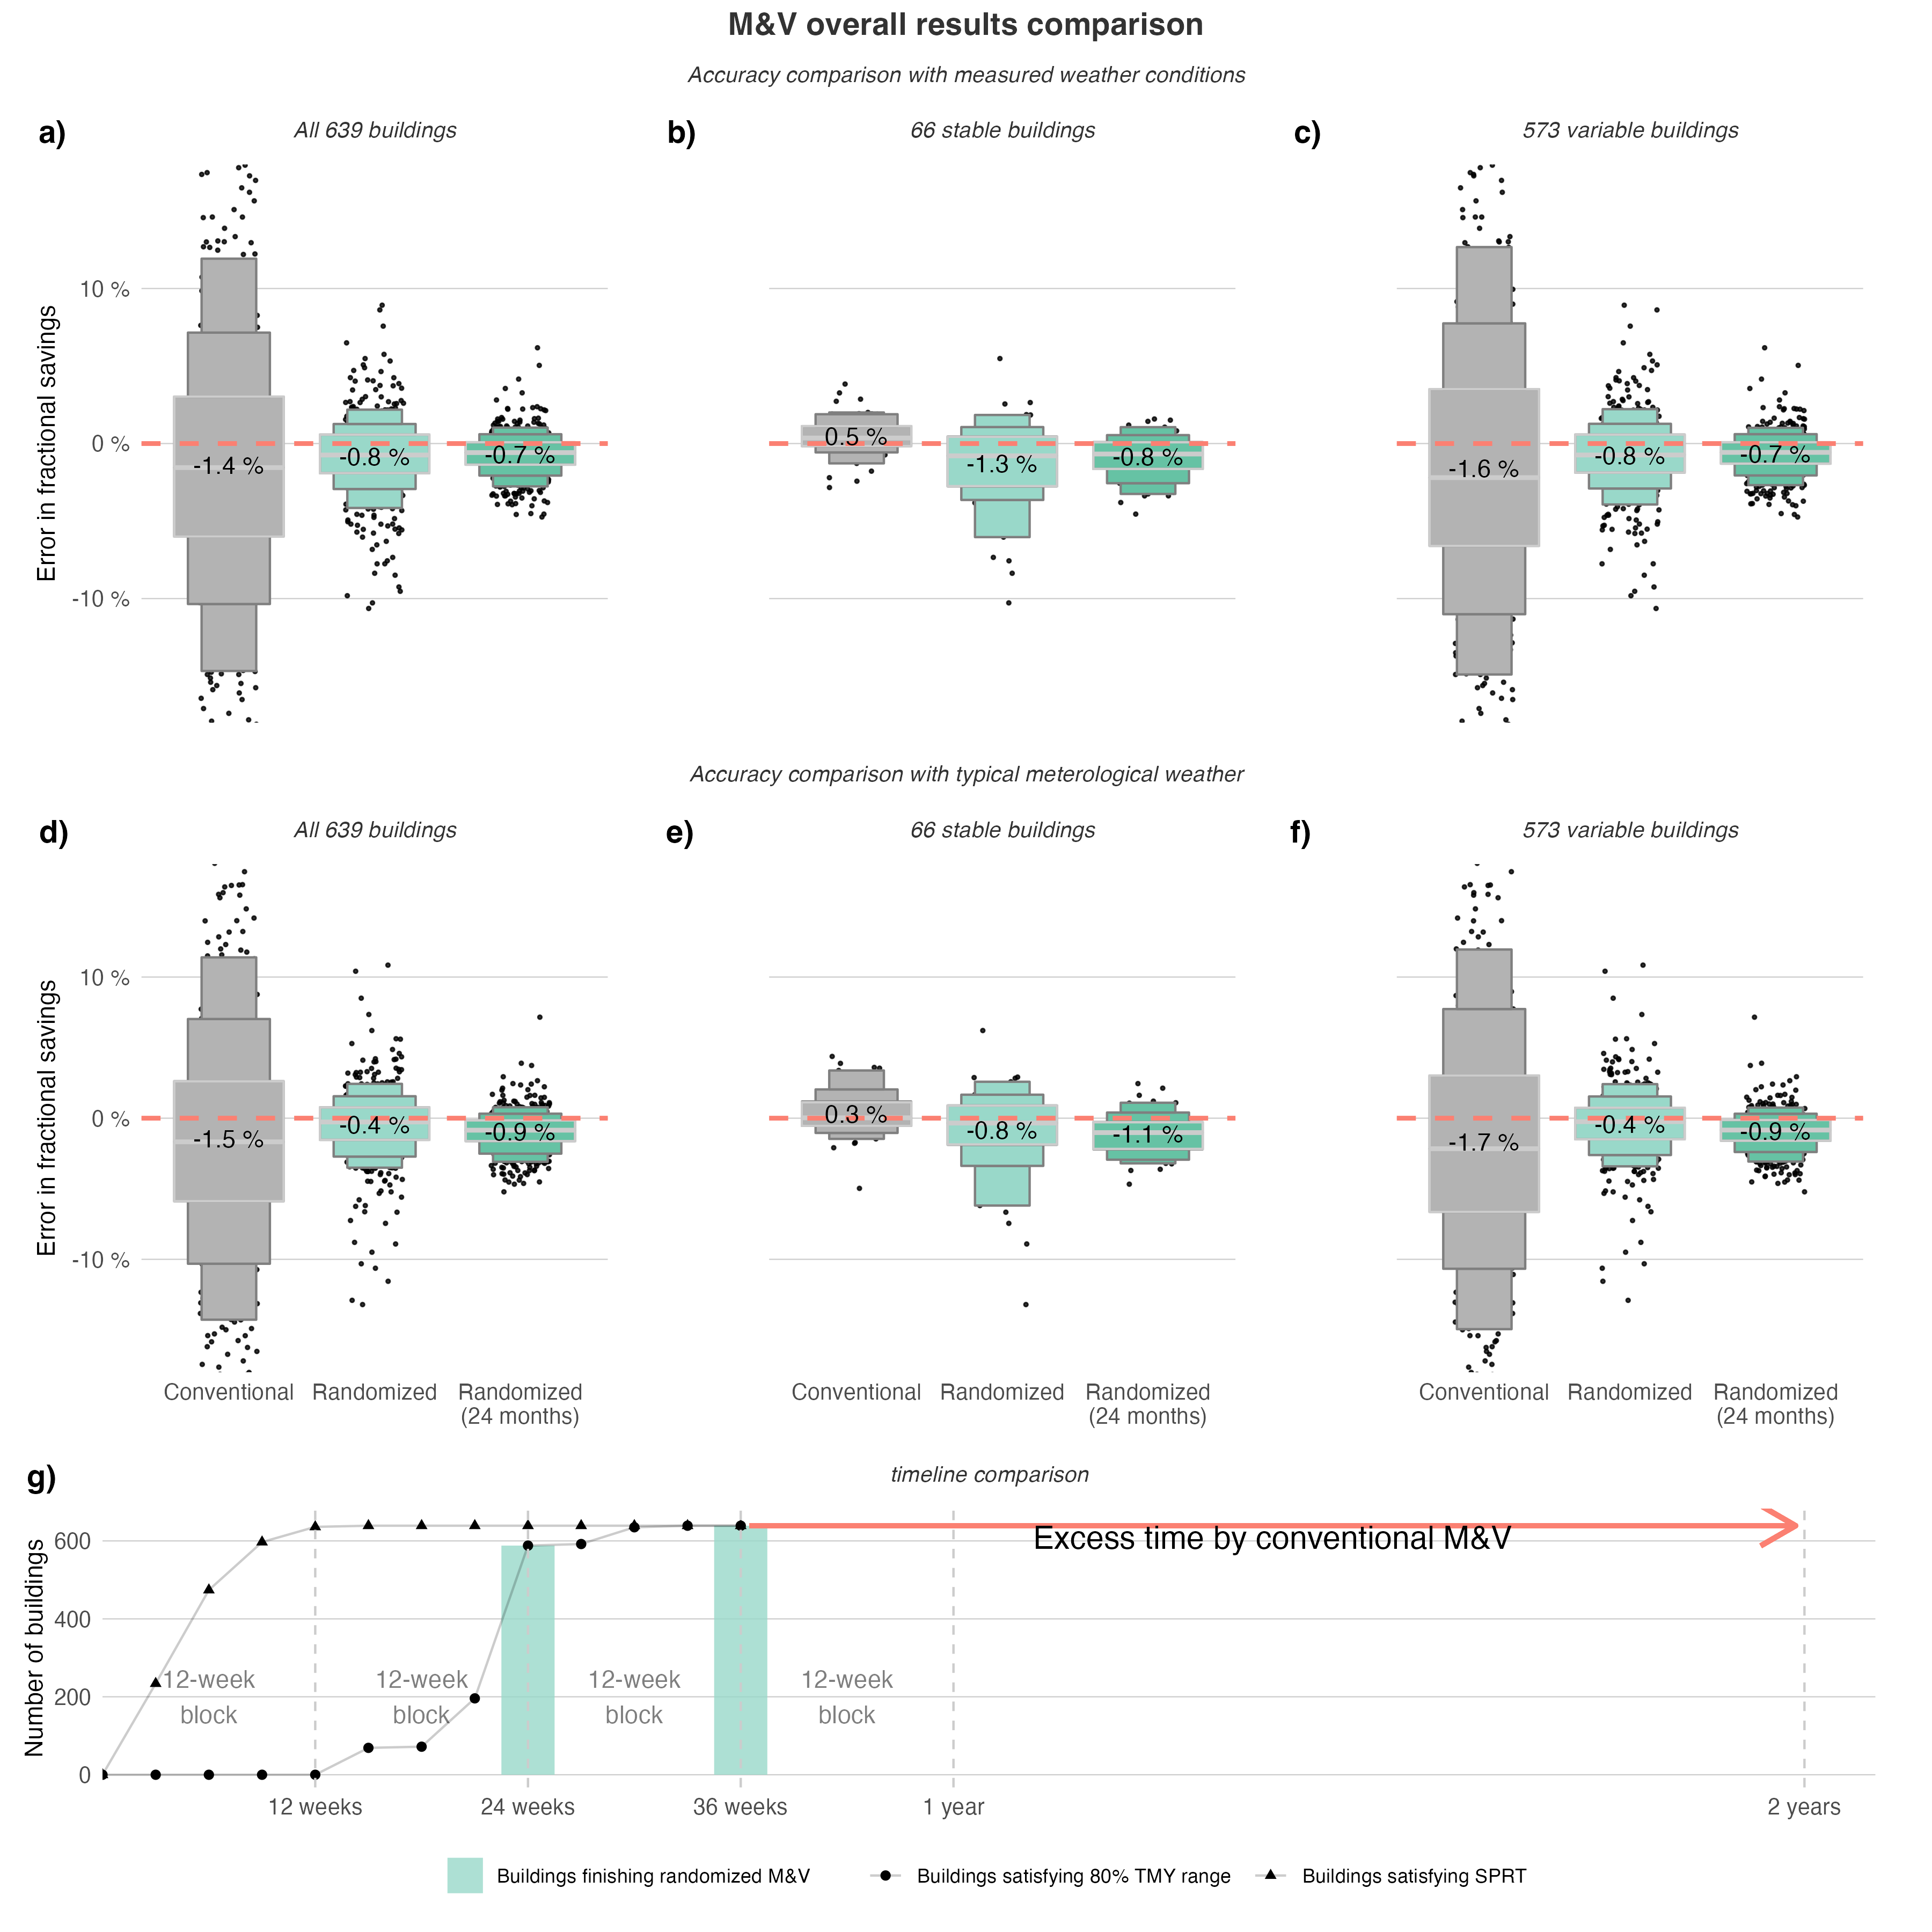 M&V overall results comparison
Accuracy comparison with measured weather conditions
a)
All 639 buildings
b)
66 stable buildings
c)
573 variable buildings
Error in fractional savings
10 %
0 %
-10 %
-1.4 %
-0.8 %
-0.7 %
0.5 %
-1.3 %
-0.8 %
-1.6 %
-0.8 %
-0.7 %
Accuracy comparison with typical meterological weather
d)
All 639 buildings
e)
66 stable buildings
f)
573 variable buildings
Error in fractional savings
10 %
0 %
-10 %
-1.5 %
-0.4 %
-0.9 %
0.3 %
-0.8 %
-1.1 %
-1.7 %
-0.4 %
-0.9 %
Conventional
Randomized
Randomized
(24 months)
Conventional
Randomized
Randomized
(24 months)
Conventional
Randomized
Randomized
(24 months)
g)
timeline comparison
Number of buildings
600
400
200
0
Excess time by conventional M&V
12-week
block
12-week
block
12-week
block
12-week
block
12 weeks
24 weeks
36 weeks
1 year
2 years
Buildings finishing randomized M&V
Buildings satisfying 80% TMY range
Buildings satisfying SPRT